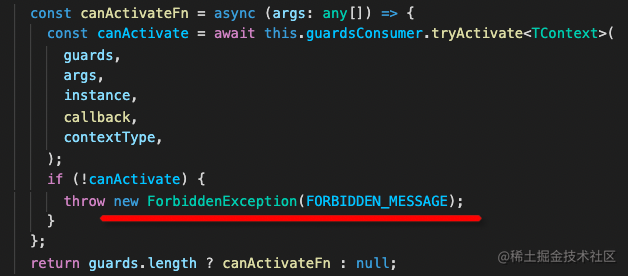 const canActivateFn = async (args: any[]) => {
const canActivate = await this.guardsConsumer.tryActivate<TContext>(
guards,
args,
instance,
callback,
contextType,
);
if (!canActivate) {
throw new ForbiddenException(FORBIDDEN_MESSAGE);
}
};
return guards.length ? canActivateFn : null;
@稀土掘金技术社区